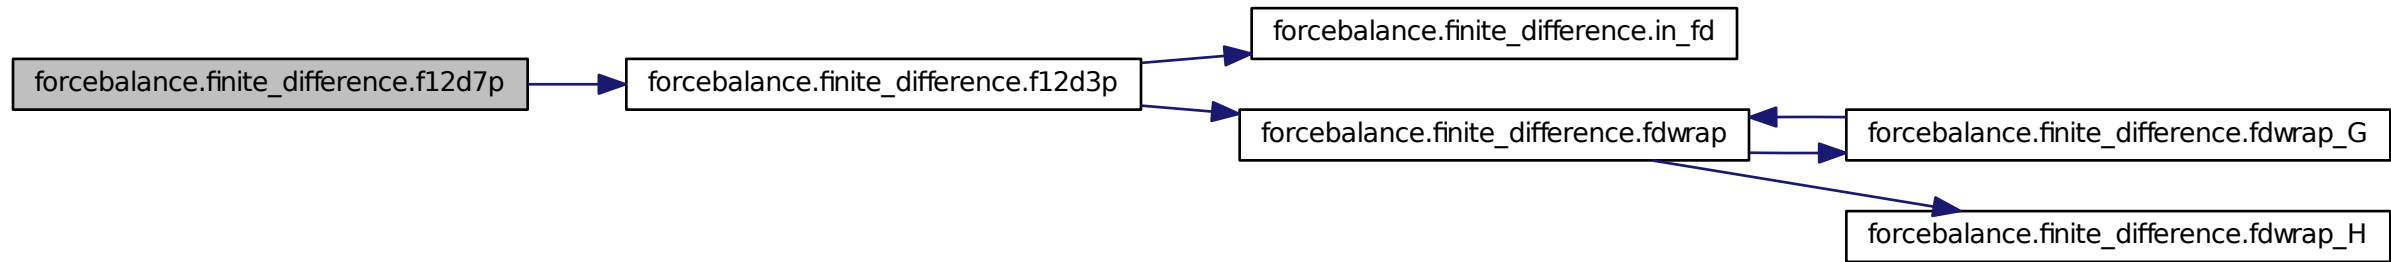 forcebalance.finite_difference.f12d7p
forcebalance.finite_difference.f12d3p
forcebalance.finite_difference.in_fd
forcebalance.finite_difference.fdwrap
forcebalance.finite_difference.fdwrap_G
forcebalance.finite_difference.fdwrap_H